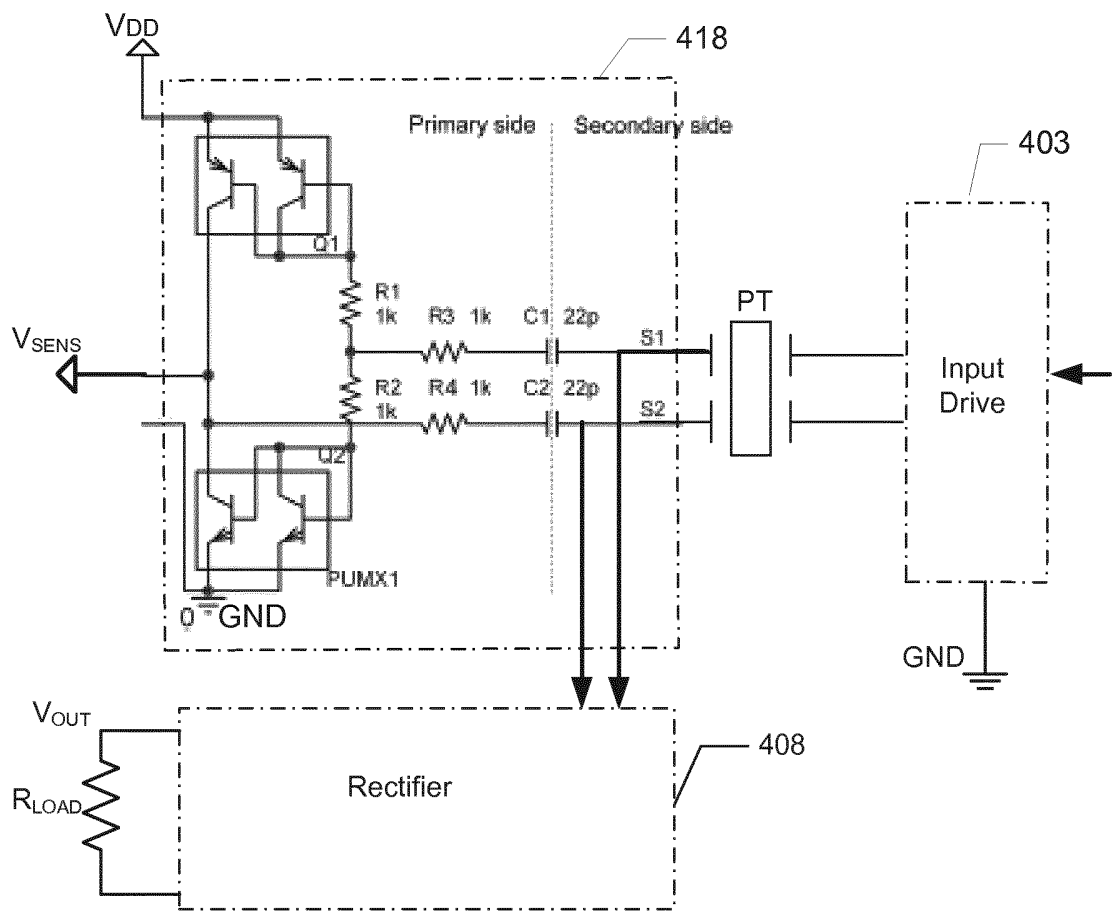 VDD
418
Primary side
Secondary side
403
Q1
R1
1k
R3 1k
C1 22p
S1
PT
VSENS
R2
1k
R4 1k
C2 22p
S2
Input
Drive
Q2
PUMX1
0
GND
GND
VOUT
408
Rectifier
RLOAD